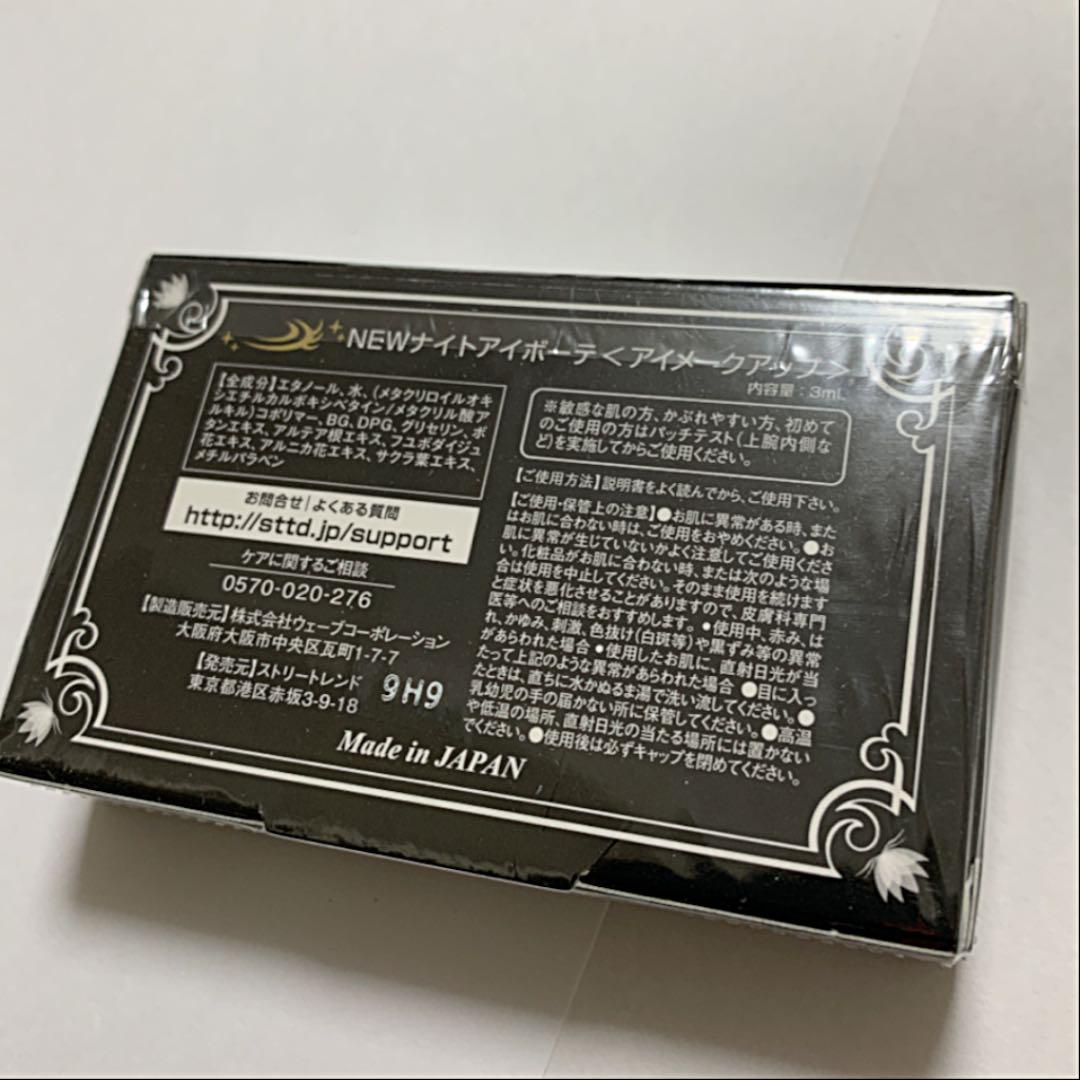 NEWナイトアイボーテ<アイメークアップ>
内容量：3mL
【全成分】エタノール、水、(メタクリロイルオキ
シエチルカルボキシベタイン/メタクリル酸ア
ルキル)コポリマー、BG、DPG、グリセリン、ボ
タンエキス、アルテア根エキス、フユボダイジュ
花エキス、アルニカ花エキス、サクラ葉エキス、
メチルパラベン
お問合せ|よくある質問
http://sttd.jp/support
ケアに関するご相談
0570-020-276
【製造販売元】株式会社ウェーブコーポレーション
大阪府大阪市中央区瓦町1-7-7
【発売元】ストリートレンド
東京都港区赤坂3-9-18
9H9
Made in JAPAN
※敏感な肌の方、かぶれやすい方、初めて
のご使用の方はパッチテスト(上腕内側な
ど)を実施してからご使用ください。
【ご使用方法】説明書をよく読んでから、ご使用下さい。
【ご使用・保管上の注意】●お肌に異常がある時、また
はお肌に合わない時は、ご使用をおやめください。●お
肌に異常が生じていないかよく注意してご使用くださ
い。化粧品がお肌に合わない時、または次のような場
合は使用を中止してください。そのまま使用を続けます
と症状を悪化させることがありますので、皮膚科専門
医等へのご相談をおすすめします。●使用中、赤み、は
れ、かゆみ、刺激、色抜け(白斑等)や黒ずみ等の異常
があらわれた場合●使用したお肌に、直射日光が当
たって上記のような異常があらわれた場合 ●目に入っ
たときは、直ちに水かぬるま湯で洗い流してください。●
乳幼児の手の届かない所に保管してください。●高温
や低温の場所、直射日光の当たる場所には置かない
でください。●使用後は必ずキャップを閉めてください。